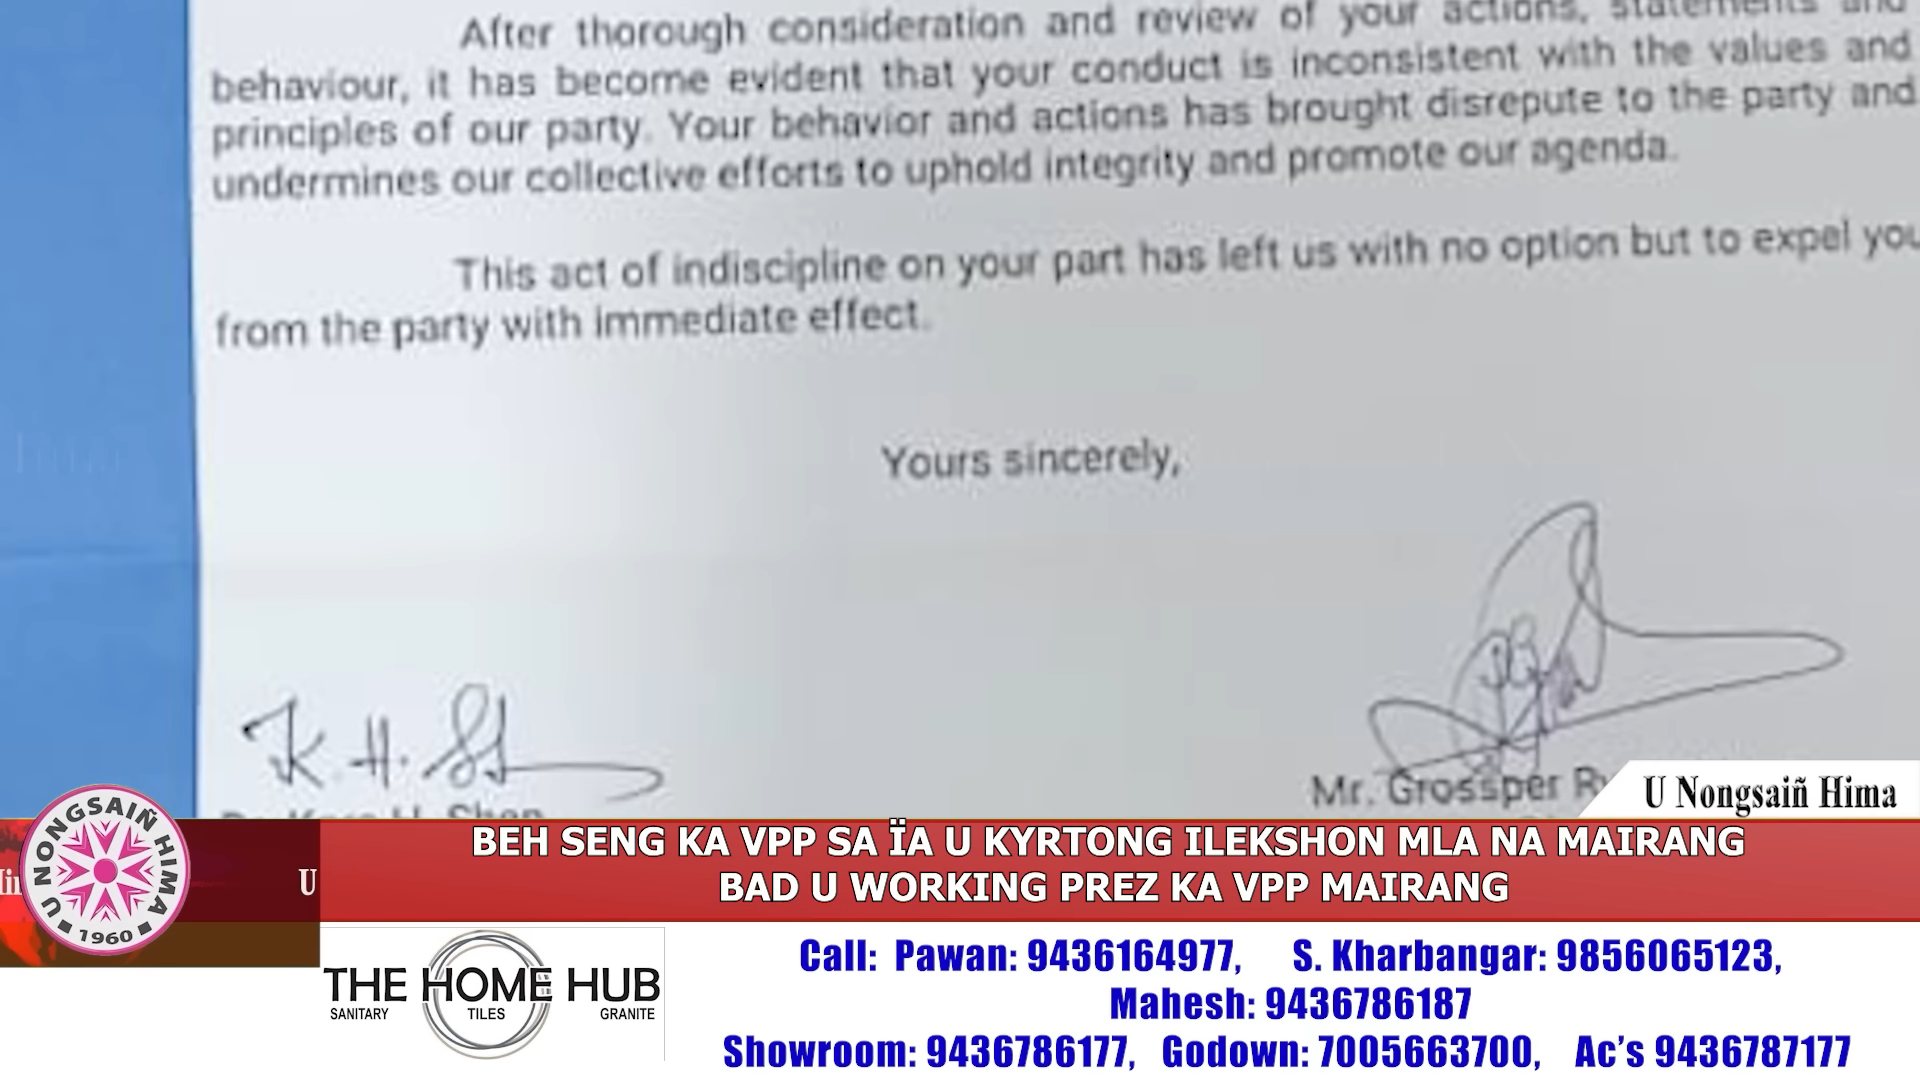 After thorough consideration and review of your actions, statements and
behaviour, it has become evident that your conduct is inconsistent with the values and
principles of our party. Your behavior and actions has brought disrepute to the party and
undermines our collective efforts to uphold integrity and promote our agenda.
This act of indiscipline on your part has left us with no option but to expel you
from the party with immediate effect.
Yours sincerely,
K. H. 
Mr. Grossper
U Nongsaiñ Hima
U NONGSAIÑ HIMA
1960
U
BEH SENG KA VPP SA ÏA U KYRTONG ILEKSHON MLA NA MAIRANG
BAD U WORKING PREZ KA VPP MAIRANG
THE HOME HUB
SANITARY TILES GRANITE
Call: Pawan: 9436164977, S. Kharbangar: 9856065123,
Mahesh: 9436786187
Showroom: 9436786177, Godown: 7005663700, Ac's 9436787177